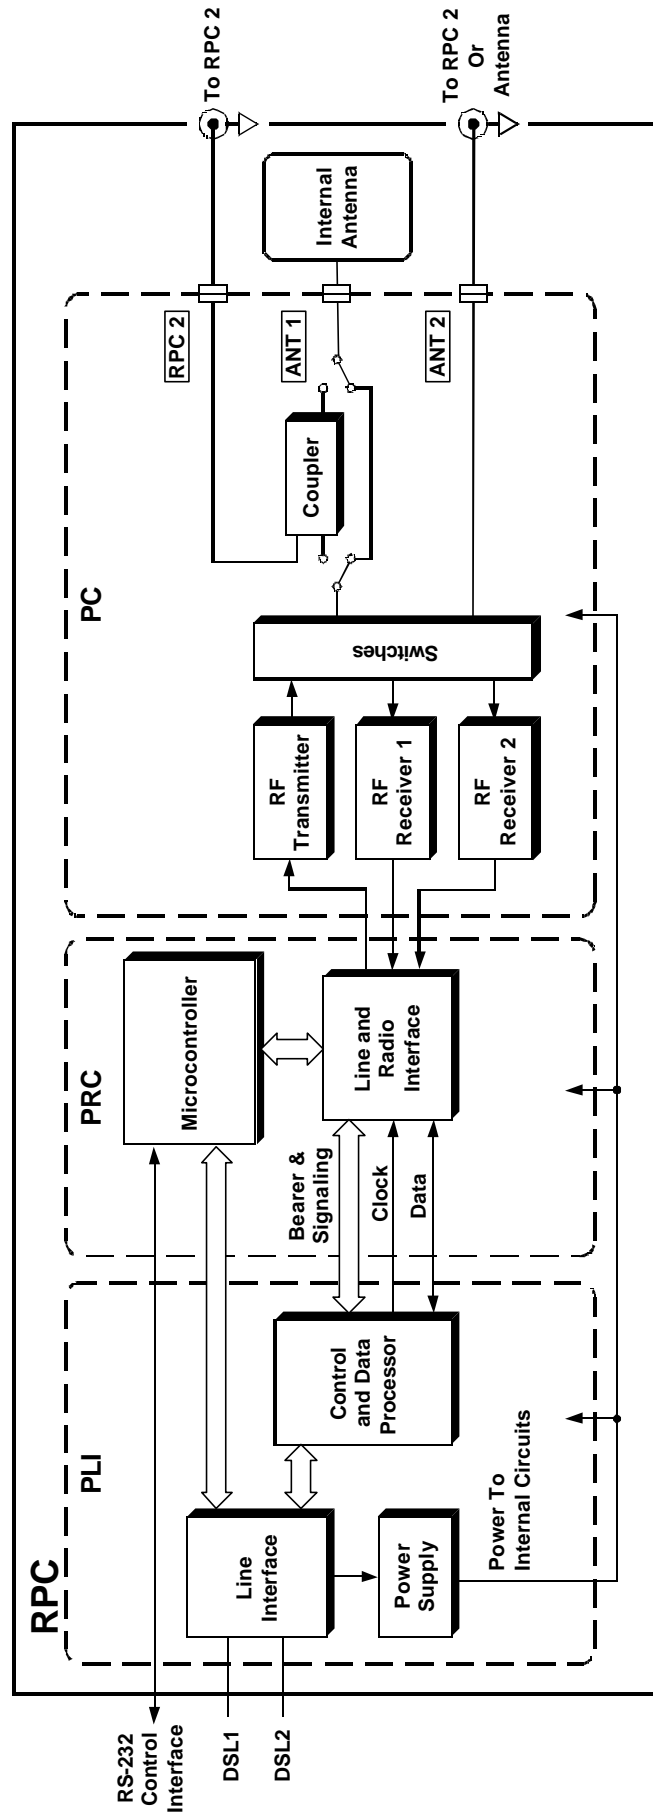 RPC
PLI
PRC
PC
RS-232
Control
Interface
DSL1
DSL2
Line
Interface
Power
Supply
Control
and Data
Processor
Power To
Internal Circuits
Microcontroller
Bearer &
Signaling
Clock
Data
Line and
Radio
Interface
RF
Transmitter
RF
Receiver 1
RF
Receiver 2
Switches
Coupler
RPC 2
ANT 1
ANT 2
Internal
Antenna
To RPC 2
To RPC 2
Or
Antenna